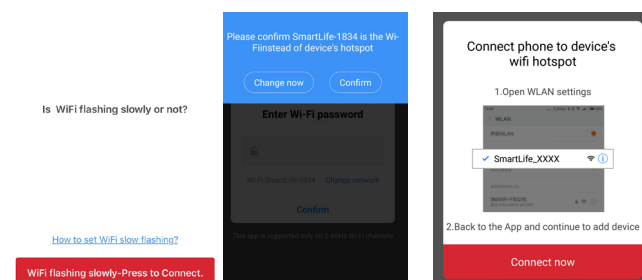 Is WiFi flashing slowly or not?
How to set WiFi slow flashing?
WiFi flashing slowly-Press to Connect.
Please confirm SmartLife-1834 is the Wi-
Fiinstead of device's hotspot
Change now
Confirm
Enter Wi-Fi password
Wi-Fi:SmartLife-1834 Change network
Confirm
This app is supported only on 2.4GHz Wi-Fi channels
Connect phone to device's
wifi hotspot
1.Open WLAN settings
WLAN
SmartLife_XXXX
2.Back to the App and continue to add device
Connect now